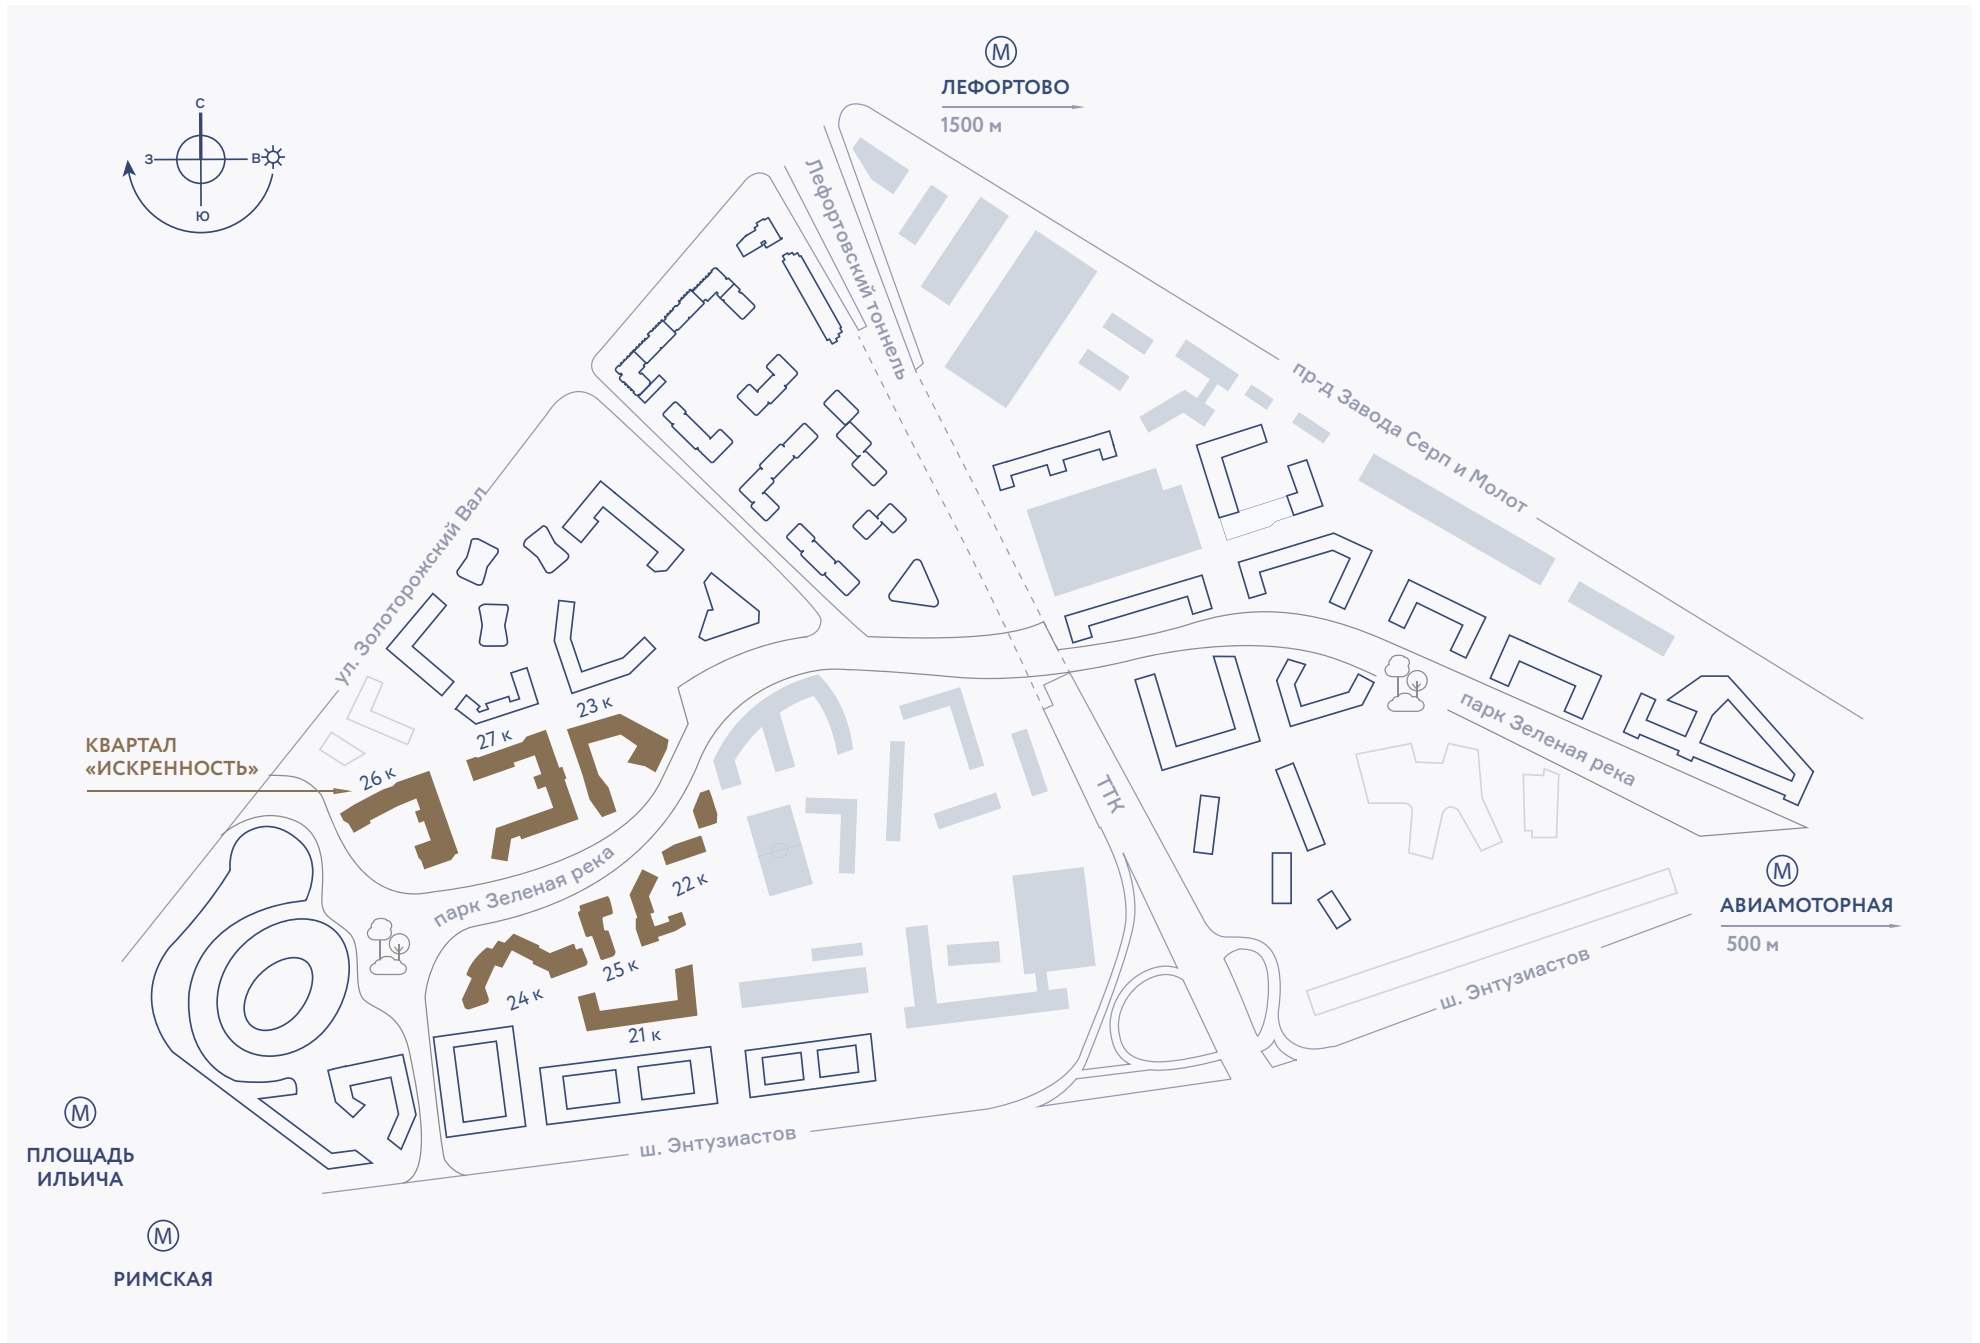 М
ЛЕФОРТОВО
1500 м
С
З
В
Ю
Лефортовский тоннель
пр-д Завода Серп и Молот
ул. Золоторожский Вал
23 к
27 к
26 к
КВАРТАЛ
«ИСКРЕННОСТЬ»
парк Зеленая река
ТТК
парк Зеленая река
22 к
25 к
24 к
21 к
М
АВИАМОТОРНАЯ
500 м
ш. Энтузиастов
ш. Энтузиастов
М
ПЛОЩАДЬ
ИЛЬИЧА
М
РИМСКАЯ